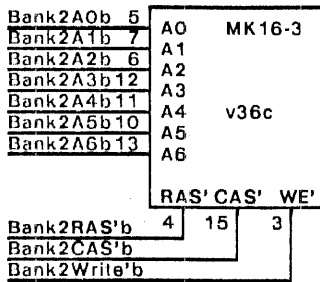 Bank2A0b 5 A0 MK16-3
Bank2A1b 7 A1
Bank2A2b 6 A2
Bank2A3b 12 A3
Bank2A4b 11 A4 v36c
Bank2A5b 10 A5
Bank2A6b 13 A6
RAS' CAS' WE'
Bank2RAS'b 4 15 3
Bank2CAS'b
Bank2Write'b